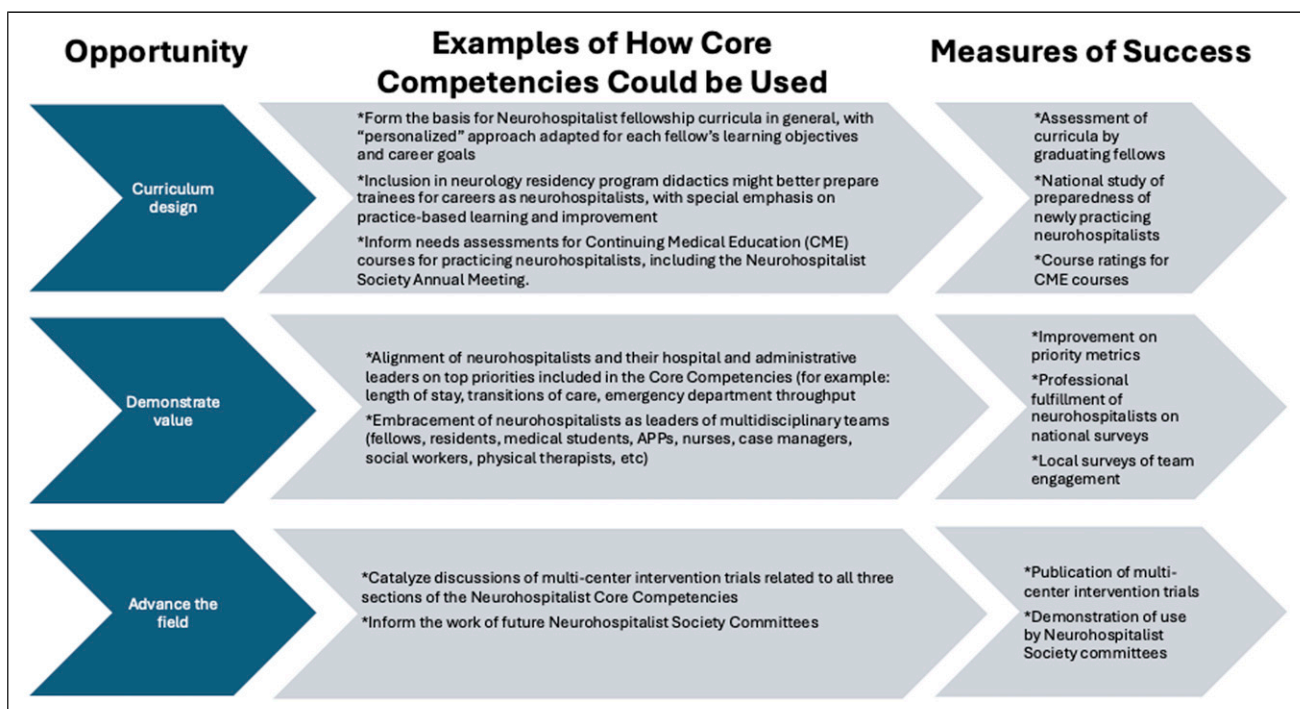 Opportunity
Examples of How Core
Competencies Could be Used
Measures of Success
Curriculum
design
*Form the basis for Neurohospitalist fellowship curricula in general, with
"personalized" approach adapted for each fellow's learning objectives
and career goals
*Inclusion in neurology residency program didactics might better prepare
trainees for careers as neurohospitalists, with special emphasis on
practice-based learning and improvement
*Inform needs assessments for Continuing Medical Education (CME)
courses for practicing neurohospitalists, including the Neurohospitalist
Society Annual Meeting.
*Assessment of
curricula by
graduating fellows
*National study of
preparedness of
newly practicing
neurohospitalists
*Course ratings for
CME courses
Demonstrate
value
*Alignment of neurohospitalists and their hospital and administrative
leaders on top priorities included in the Core Competencies (for example:
length of stay, transitions of care, emergency department throughput
*Embracement of neurohospitalists as leaders of multidisciplinary teams
(fellows, residents, medical students, APPs, nurses, case managers,
social workers, physical therapists, etc)
*Improvement on
priority metrics
*Professional
fulfillment of
neurohospitalists on
national surveys
*Local surveys of team
engagement
Advance the
field
*Catalyze discussions of multi-center intervention trials related to all three
sections of the Neurohospitalist Core Competencies
*Inform the work of future Neurohospitalist Society Committees
*Publication of multi-
center intervention trials
*Demonstration of use
by Neurohospitalist
Society committees